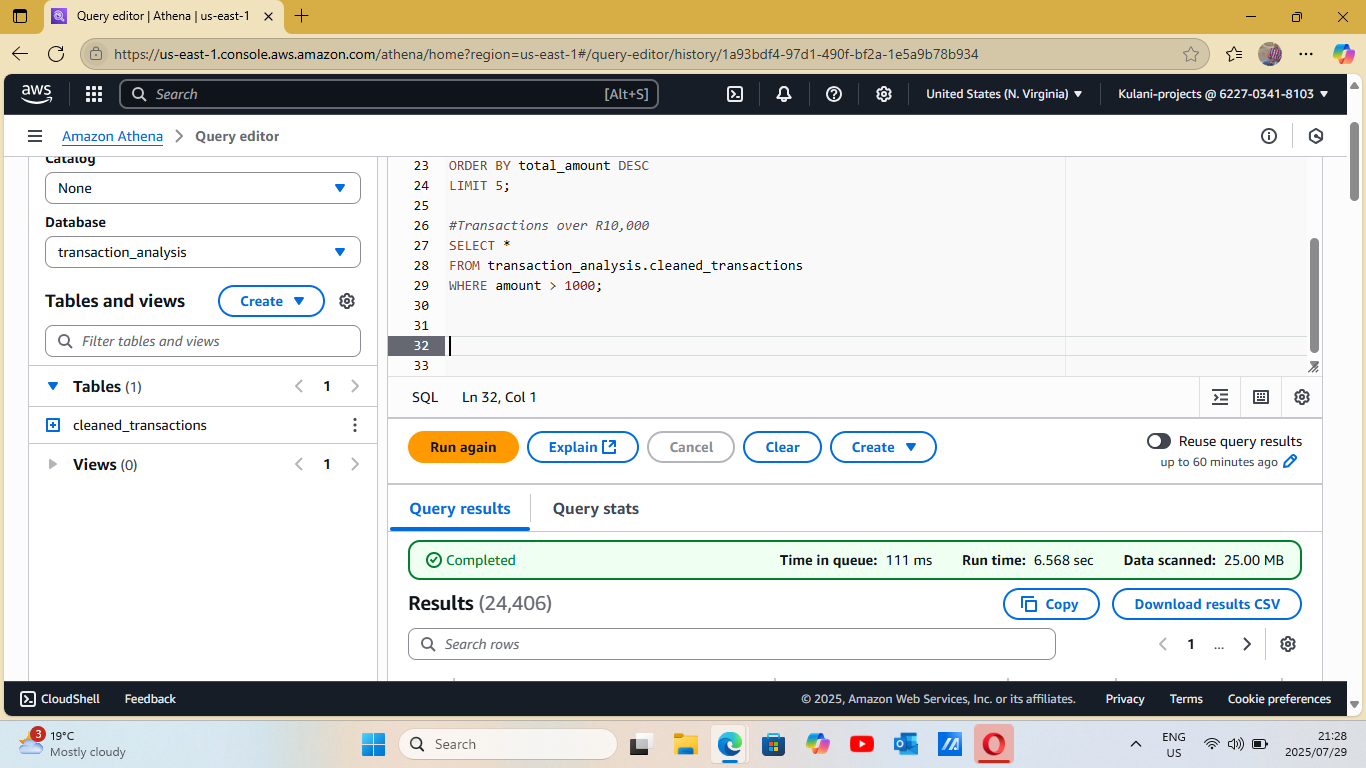 Query editor | Athena | us-east-1
https://us-east-1.console.aws.amazon.com/athena/home?region=us-east-1#/query-editor/history/1a93bdf4-97d1-490f-bf2a-1e5a9b78b934
aws
Search [Alt+S]
United States (N. Virginia)
Kulani-projects @ 6227-0341-8103
Amazon Athena
Query editor
Catalog
None
Database
transaction_analysis
Tables and views
Create
Filter tables and views
Tables (1)
1
cleaned_transactions
Views (0)
1
23 ORDER BY total_amount DESC
24 LIMIT 5;
25
26 #Transactions over R10,000
27 SELECT *
28 FROM transaction_analysis.cleaned_transactions
29 WHERE amount > 1000;
30
31
32
33
SQL Ln 32, Col 1
Run again
Explain
Cancel
Clear
Create
Reuse query results
up to 60 minutes ago
Query results
Query stats
Completed
Time in queue: 111 ms
Run time: 6.568 sec
Data scanned: 25.00 MB
Results (24,406)
Copy
Download results CSV
Search rows
1 ...
CloudShell
Feedback
© 2025, Amazon Web Services, Inc. or its affiliates.
Privacy
Terms
Cookie preferences
3
19°C
Mostly cloudy
Search
ENG
US
21:28
2025/07/29